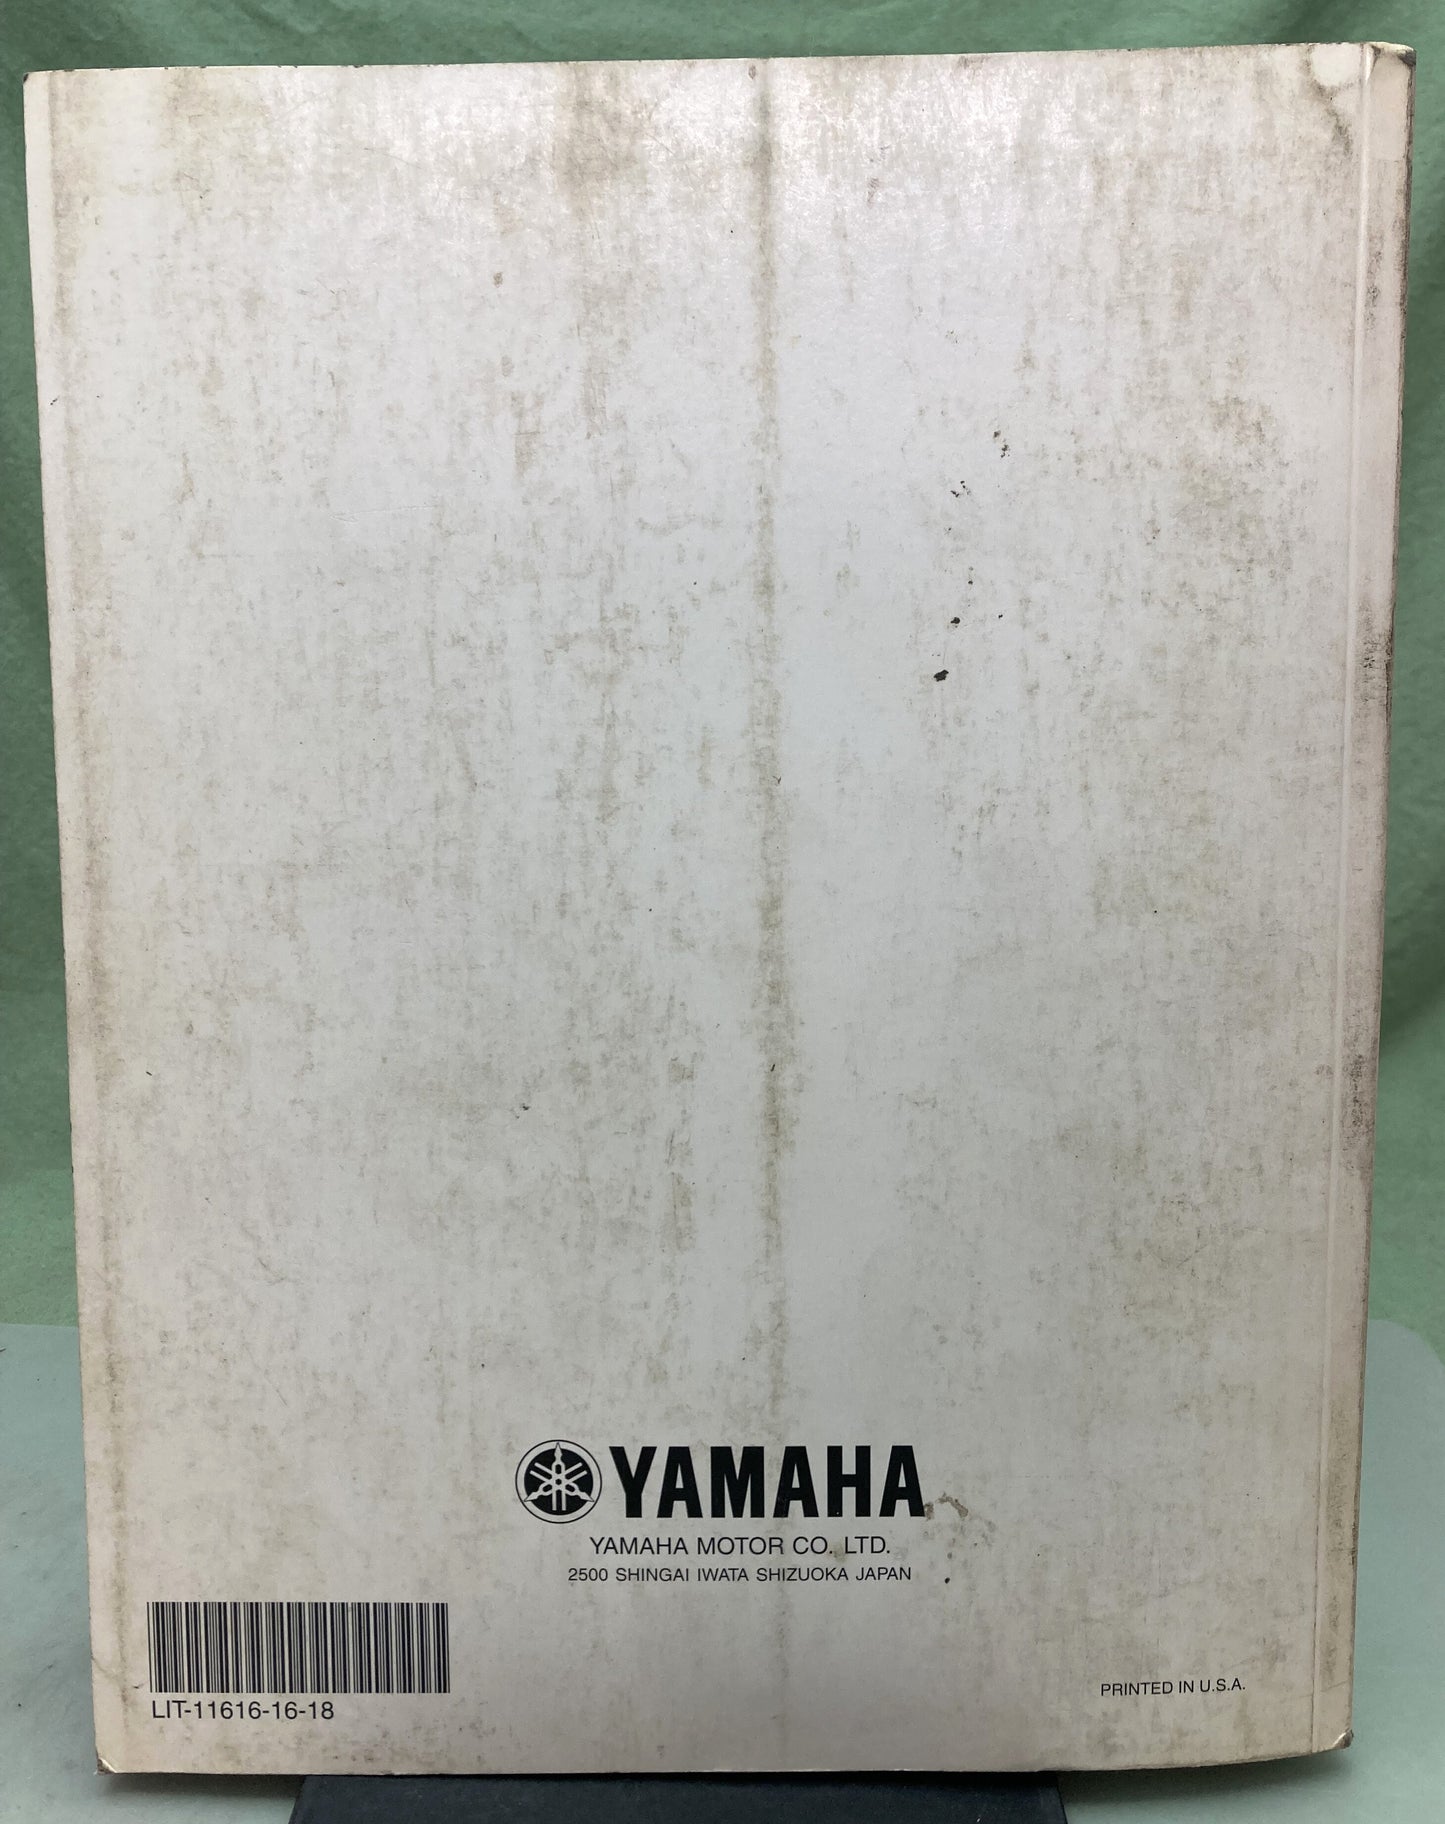 YAMAHA
YAMAHA MOTOR CO. LTD.
2500 SHINGAI IWATA SHIZUOKA JAPAN
LIT-11616-16-18
PRINTED IN U.S.A.